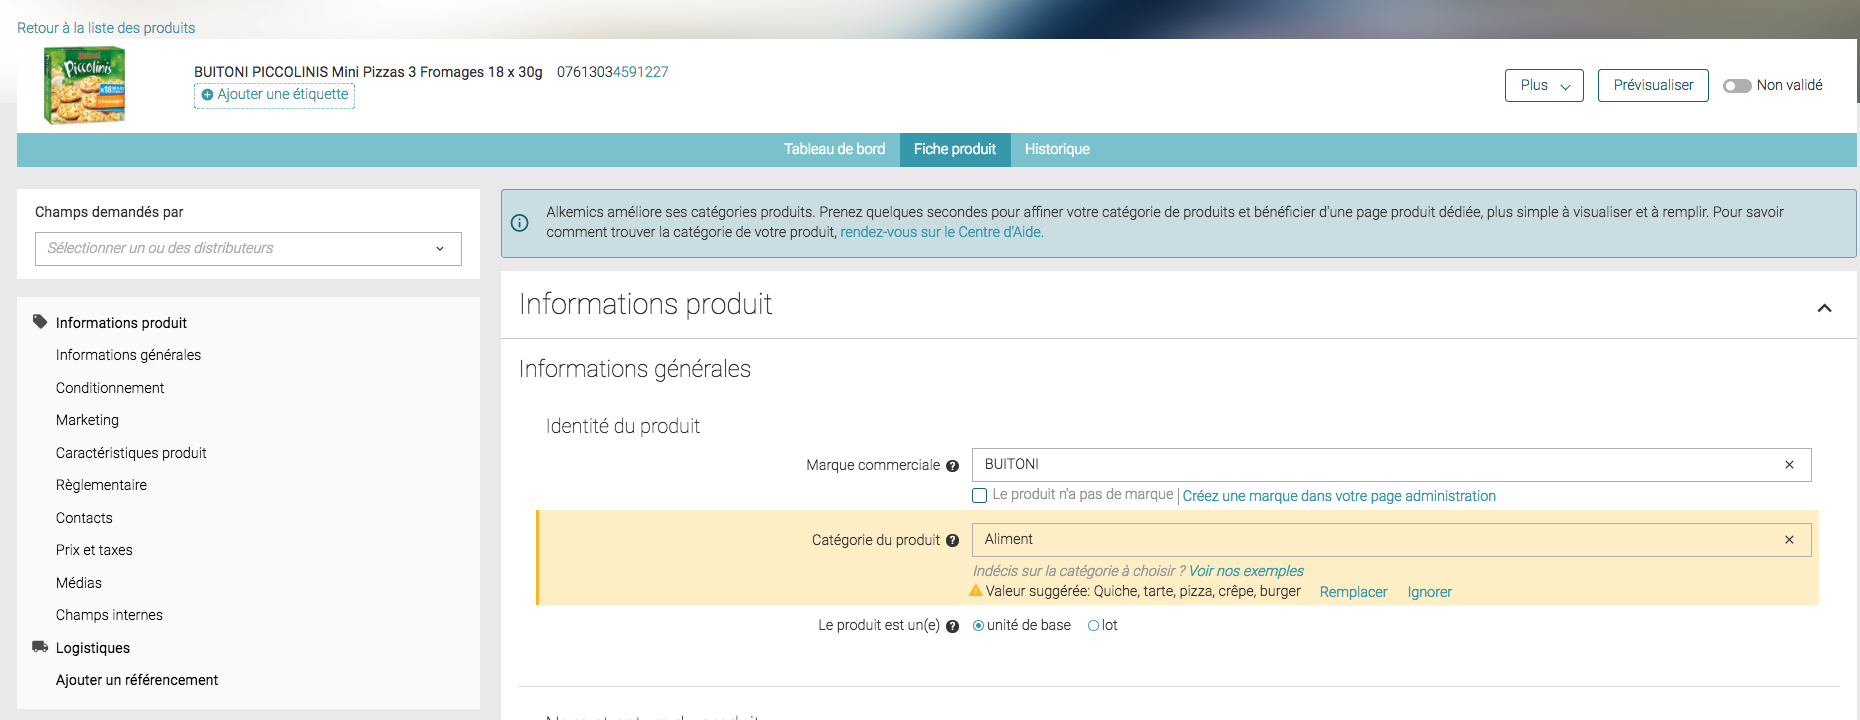 Retour à la liste des produits
Buitoni
Piccolinis
x18
3 Fromages
BUITONI PICCOLINIS Mini Pizzas 3 Fromages 18 x 30g 07613034591227
Ajouter une étiquette
Plus
Prévisualiser
Non validé
Tableau de bord
Fiche produit
Historique
Champs demandés par
Sélectionner un ou des distributeurs
Informations produit
Informations générales
Conditionnement
Marketing
Caractéristiques produit
Règlementaire
Contacts
Prix et taxes
Médias
Champs internes
Logistiques
Ajouter un référencement
Alkemics améliore ses catégories produits. Prenez quelques secondes pour affiner votre catégorie de produits et bénéficier d'une page produit dédiée, plus simple à visualiser et à remplir. Pour savoir
comment trouver la catégorie de votre produit, rendez-vous sur le Centre d'Aide.
Informations produit
Informations générales
Identité du produit
Marque commerciale ?
BUITONI
Le produit n'a pas de marque | Créez une marque dans votre page administration
Catégorie du produit ?
Aliment
Indécis sur la catégorie à choisir ? Voir nos exemples
Valeur suggérée: Quiche, tarte, pizza, crêpe, burger Remplacer Ignorer
Le produit est un(e) ? unité de base lot